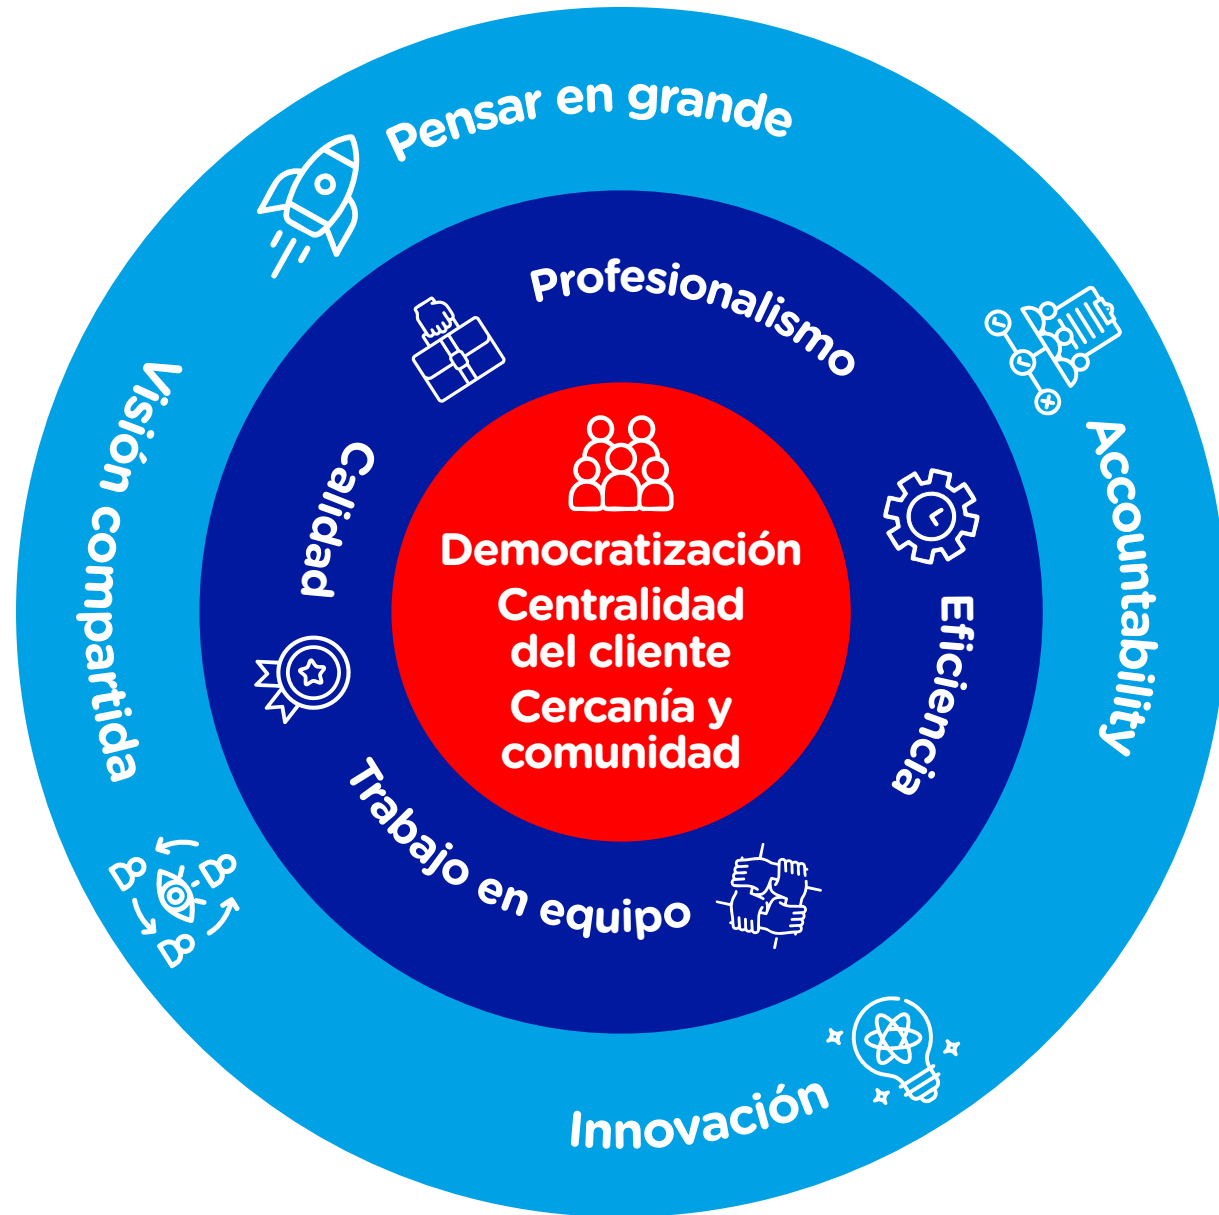 Pensar en grande
Accountability
Innovación
Visión compartida
Profesionalismo
Eficiencia
Trabajo en equipo
Calidad
Democratización
Centralidad
del cliente
Cercanía y
comunidad